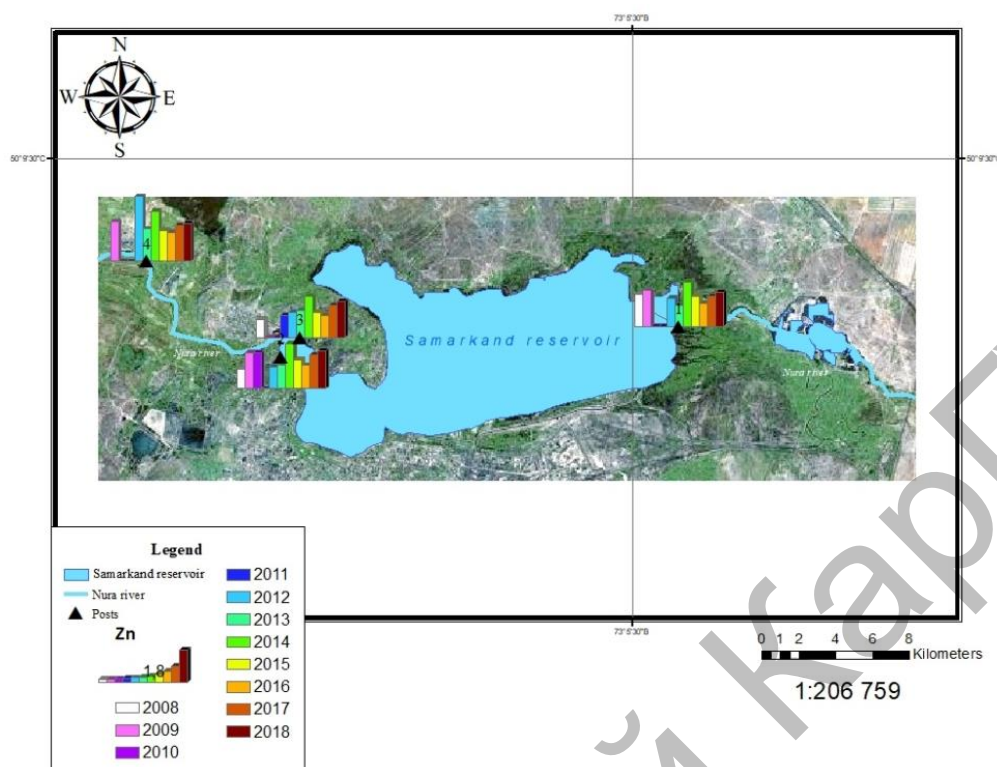 73°5'30"В
N
W E
S
50°9'30"С
50°9'30"С
4
3
Samarkand reservoir
Nura river
Nura river
Legend
Samarkand reservoir
Nura river
Posts
Zn
1.8
2008
2009
2010
2011
2012
2013
2014
2015
2016
2017
2018
73°5'30"В
0 1 2 4 6 8
Kilometers
1:206 759
й КарГ